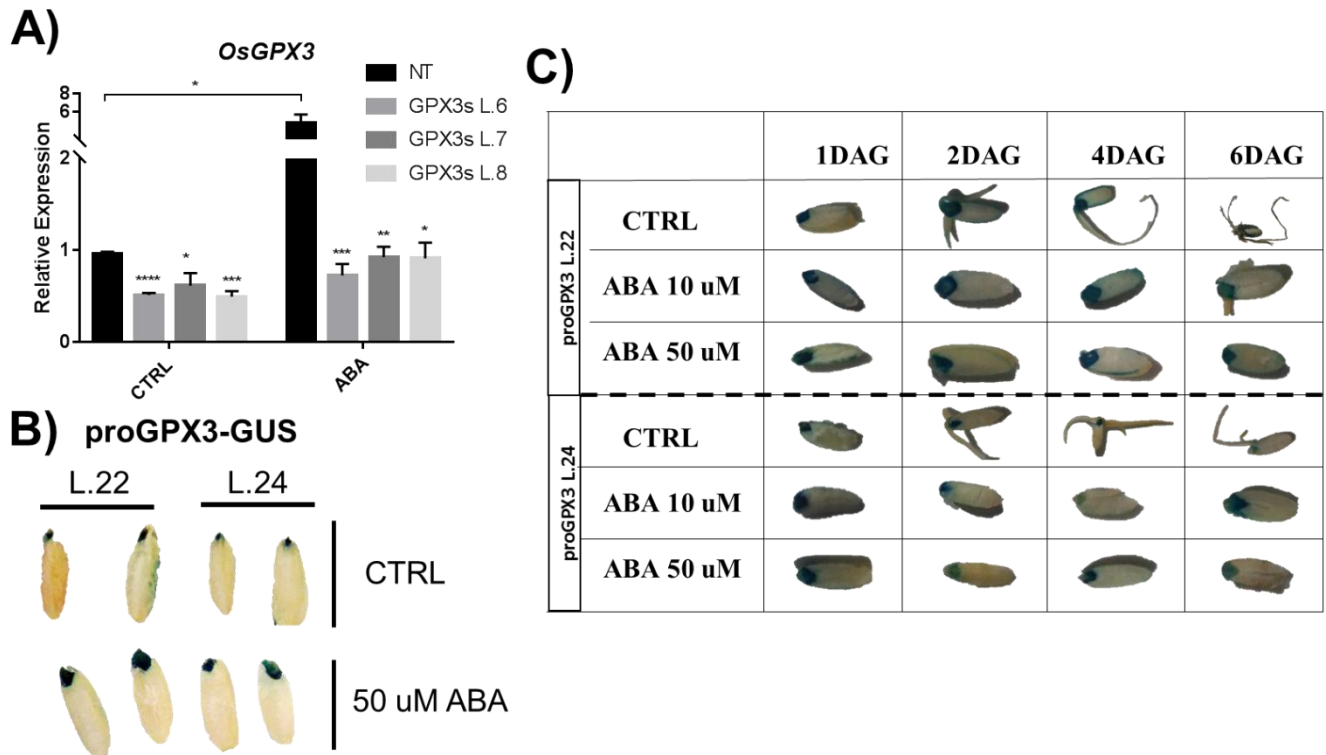 A)
OsGPX3
NT
GPX3s L.6
GPX3s L.7
GPX3s L.8
*
Relative Expression
8
6
2
1
0
**** * ***
*** ** *
CTRL ABA
B) proGPX3-GUS
L.22 L.24
CTRL
50 uM ABA
C)
1DAG 2DAG 4DAG 6DAG
proGPX3 L.22
CTRL
ABA 10 uM
ABA 50 uM
proGPX3 L.24
CTRL
ABA 10 uM
ABA 50 uM